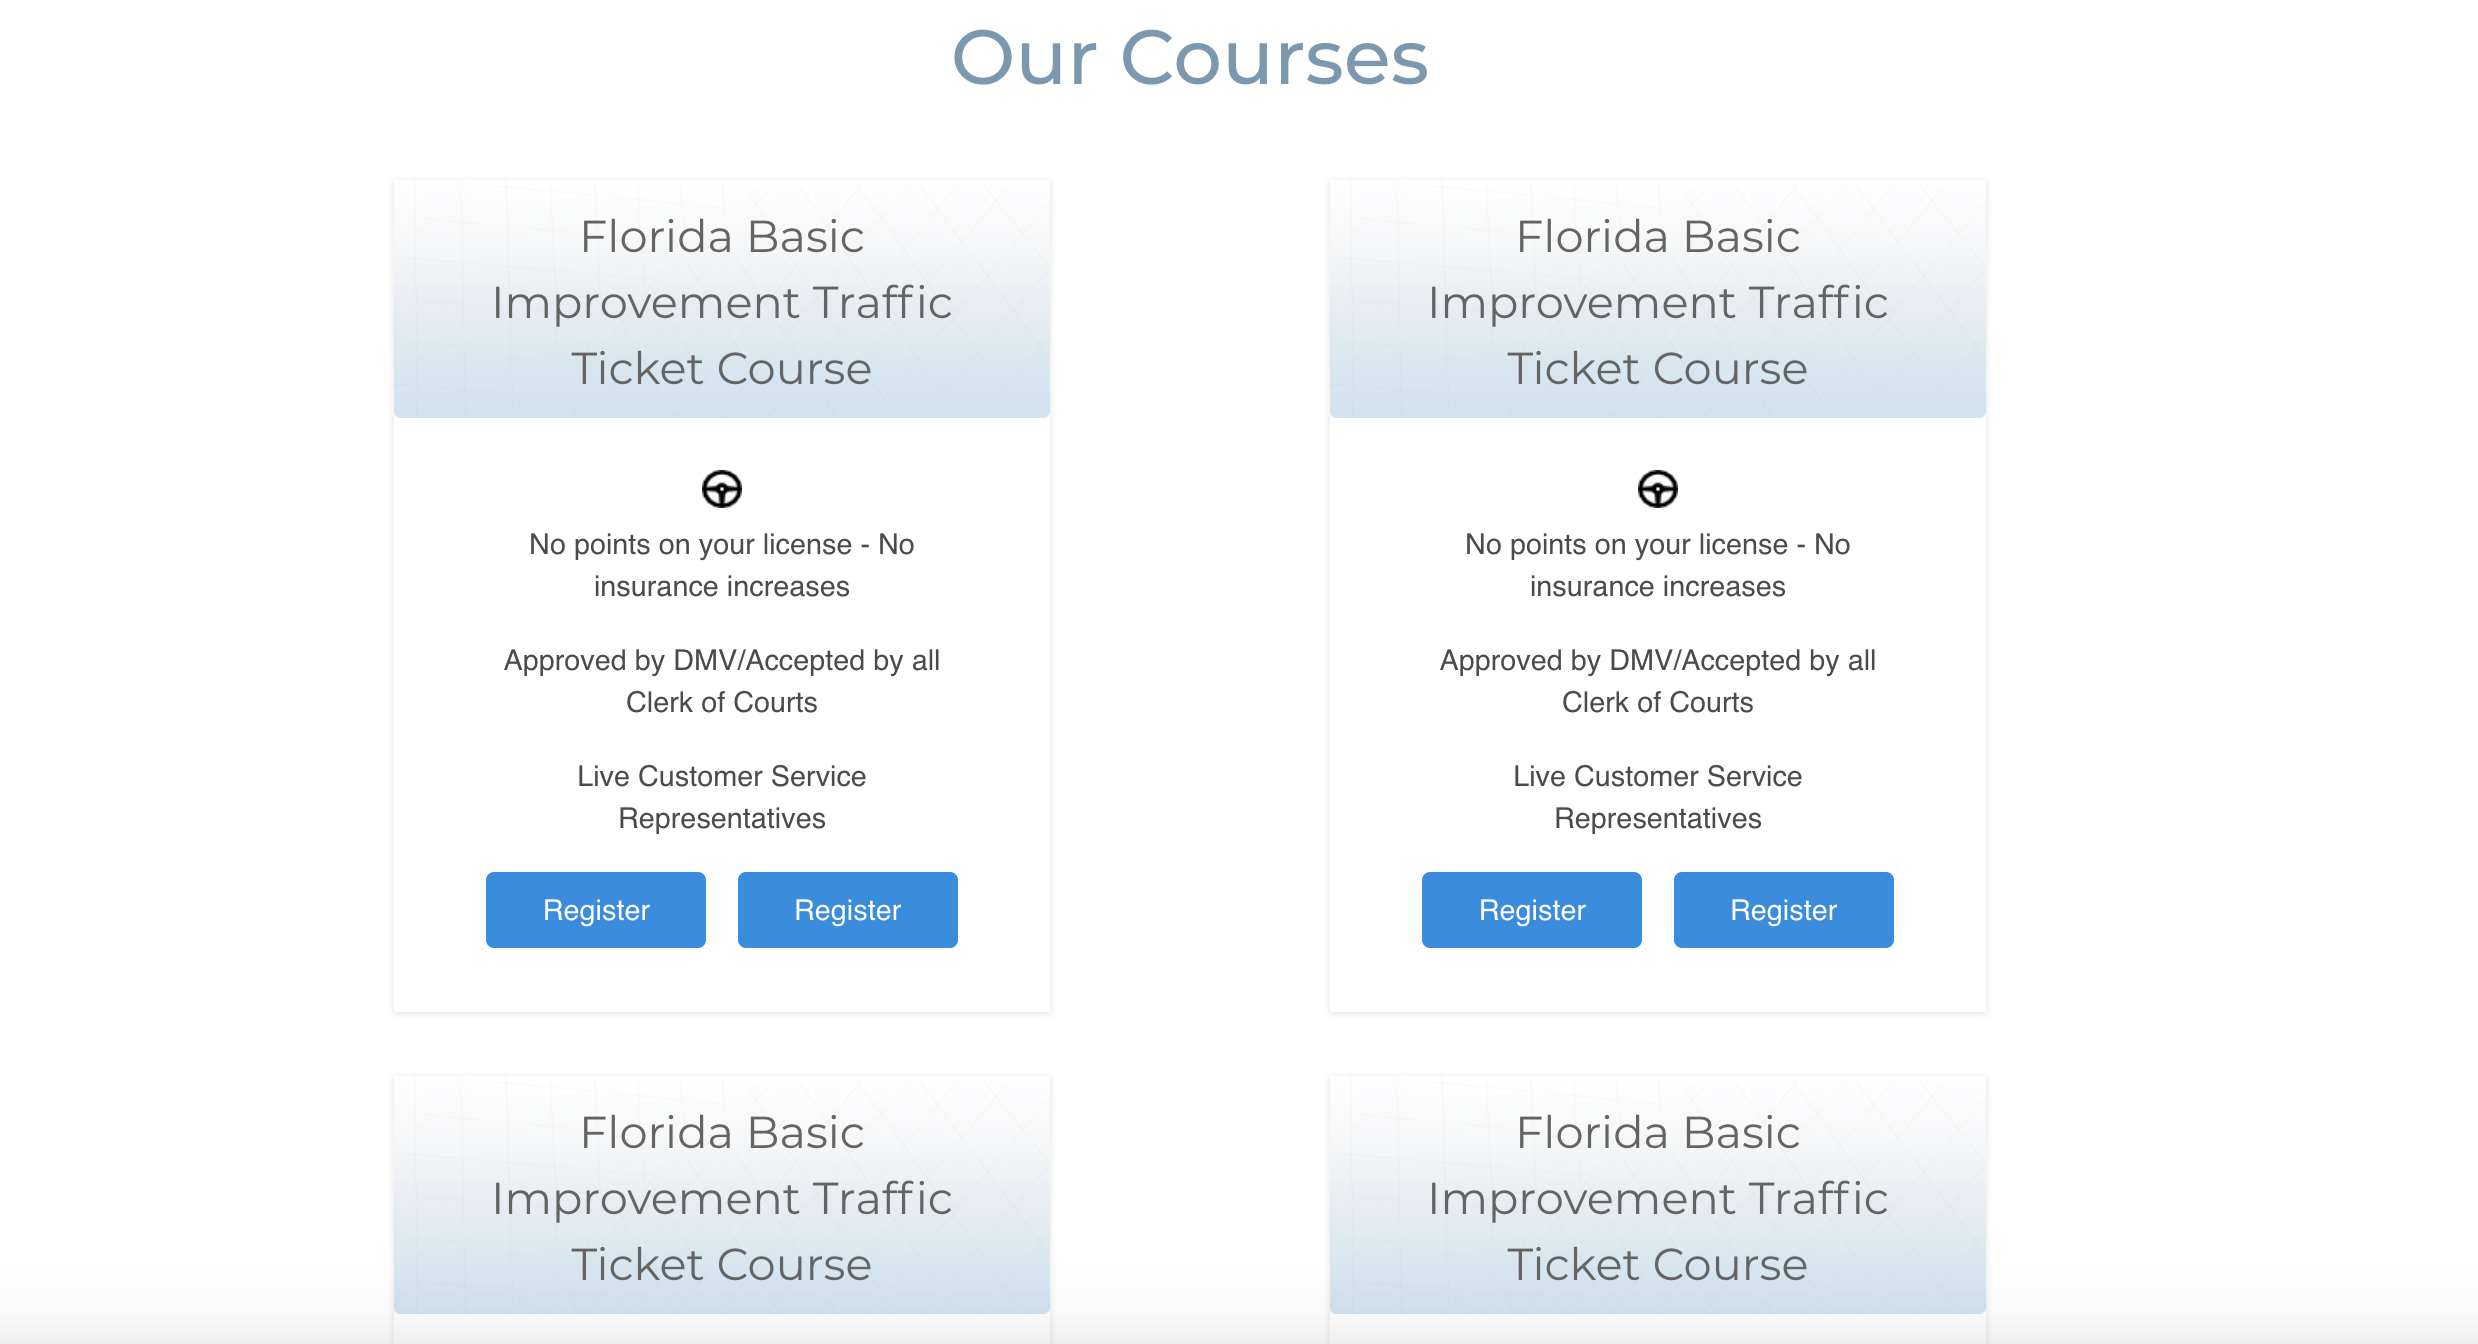 Our Courses
Florida Basic
Improvement Traffic
Ticket Course
No points on your license - No
insurance increases
Approved by DMV/Accepted by all
Clerk of Courts
Live Customer Service
Representatives
Register
Register
Florida Basic
Improvement Traffic
Ticket Course
No points on your license - No
insurance increases
Approved by DMV/Accepted by all
Clerk of Courts
Live Customer Service
Representatives
Register
Register
Florida Basic
Improvement Traffic
Ticket Course
Florida Basic
Improvement Traffic
Ticket Course